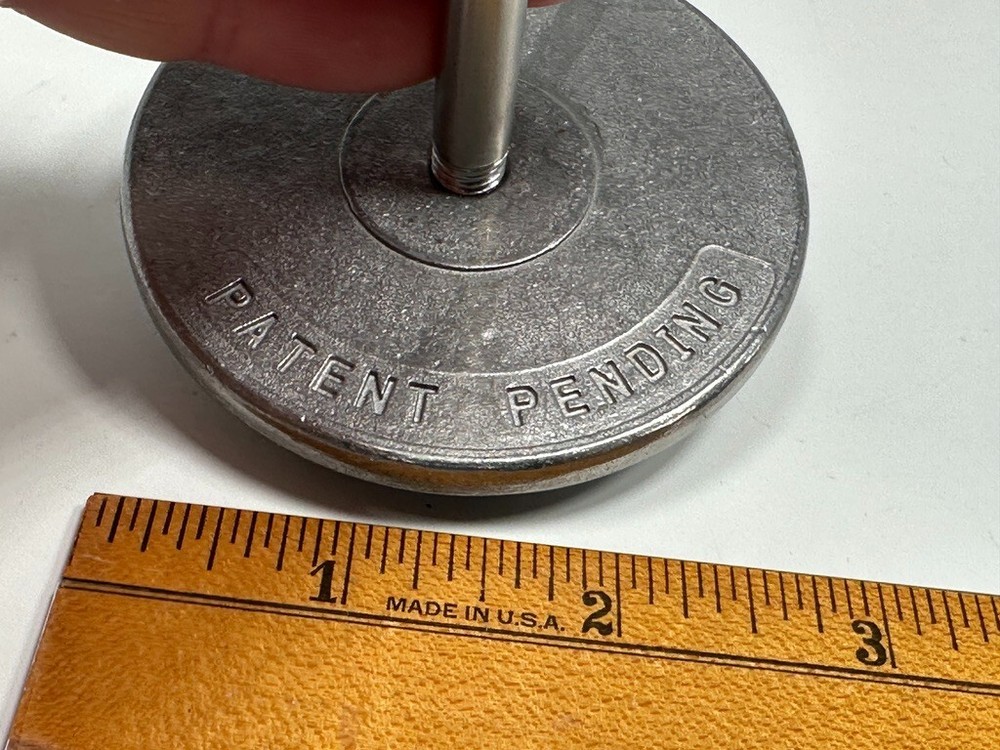 PATENT PENDING
1 MADE IN U.S.A. 2 3